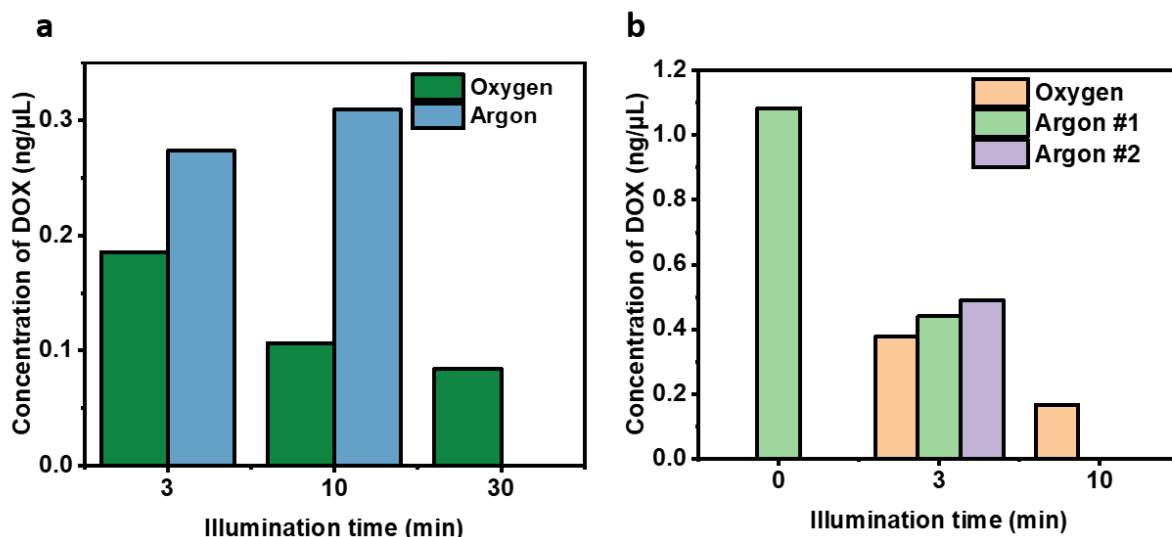 a
Oxygen
Argon
0.3
0.2
0.1
0.0
Concentration of DOX (ng/µL)
3 10 30
Illumination time (min)
b
Oxygen
Argon #1
Argon #2
1.2
1.0
0.8
0.6
0.4
0.2
0.0
Concentration of DOX (ng/µL)
0 3 10
Illumination time (min)